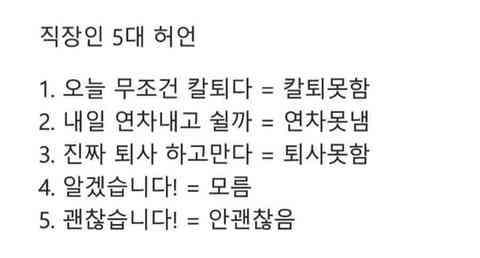 직장인 5대 허언
1. 오늘 무조건 칼퇴다 = 칼퇴못함
2. 내일 연차내고 쉴까 = 연차못냄
3. 진짜 퇴사 하고만다 = 퇴사못함
4. 알겠습니다! = 모름
5. 괜찮습니다! = 안괜찮음